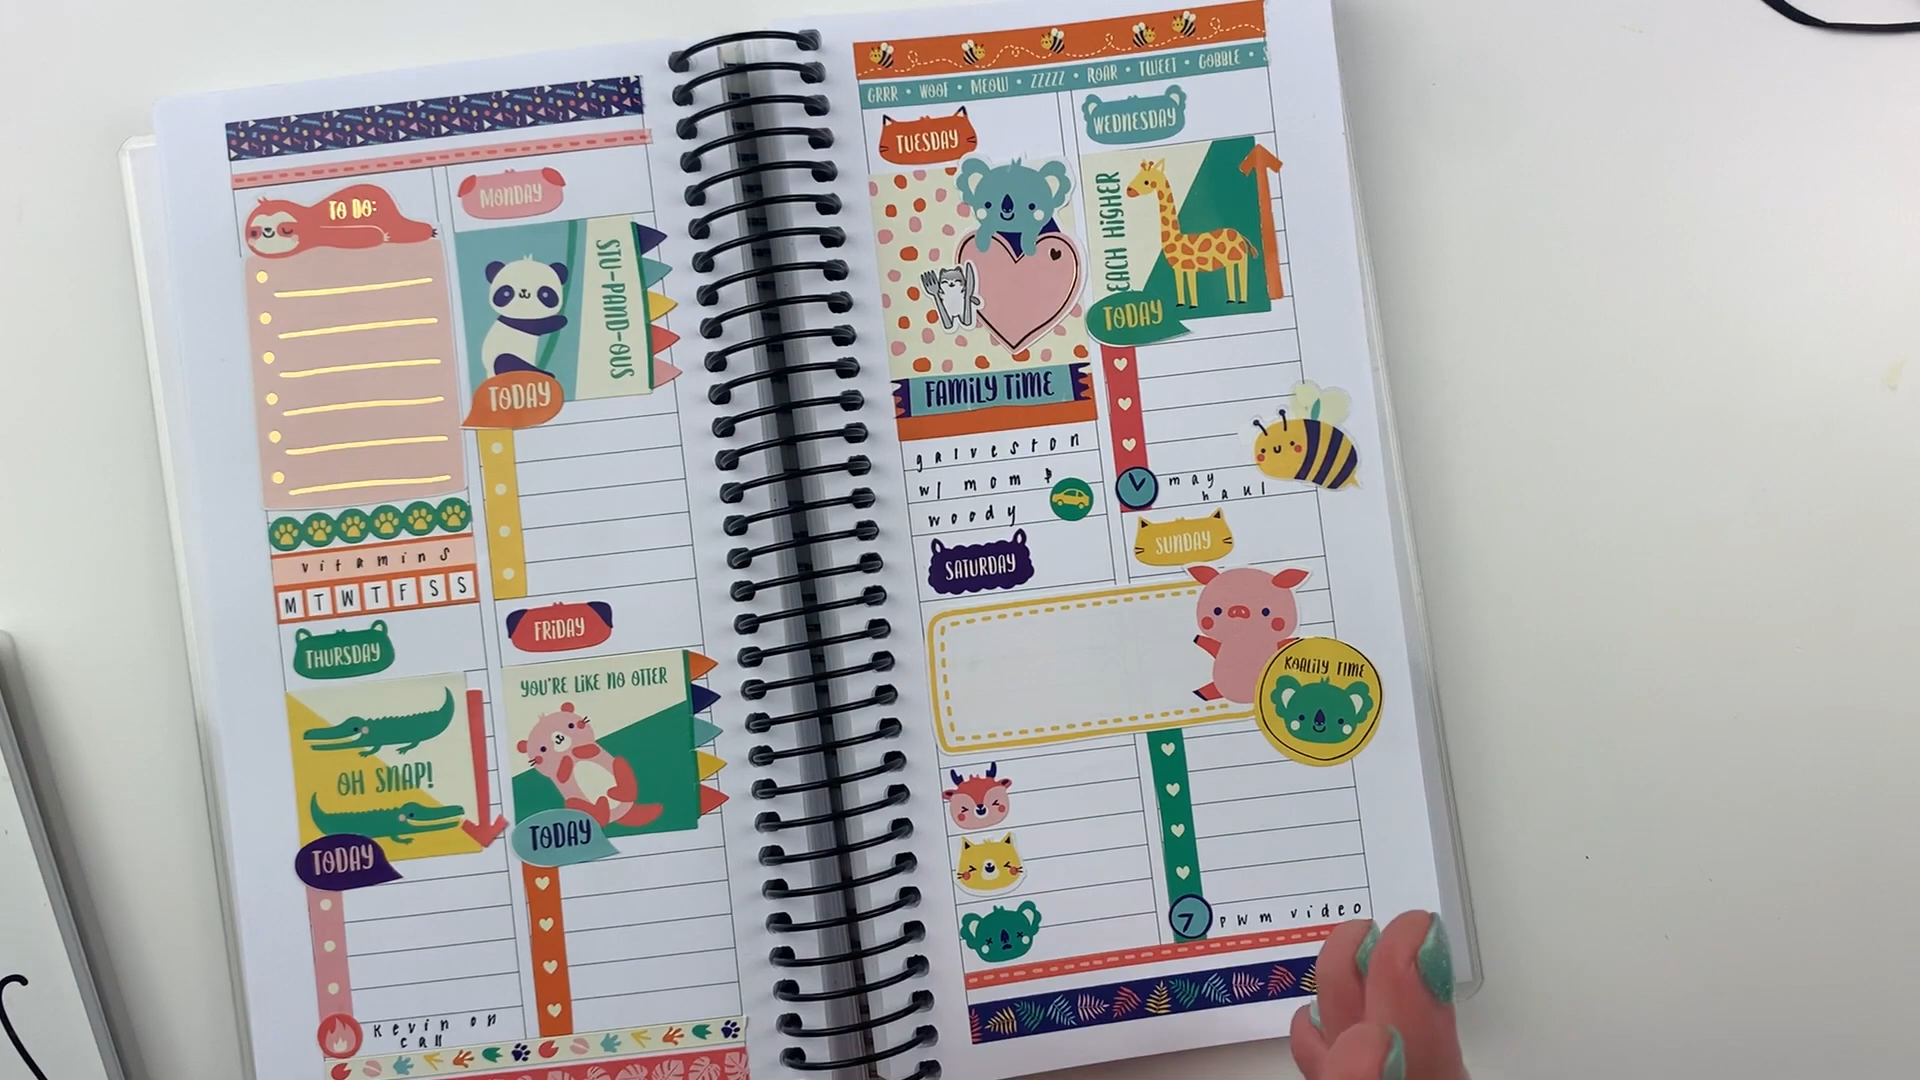 TO DO:
MONDAY
STU-PAND-OUS
TODAY
vitamins
M T W T F S S
THURSDAY
OH SNAP!
TODAY
Kevin on
call
FRIDAY
YOU'RE LIKE NO OTTER
TODAY
GRRR • WOOF • MEOW • ZZZZZ • ROAR • TWEET • GOBBLE •
TUESDAY
FAMILY TIME
galveston
w/ mom &
woody
WEDNESDAY
EACH HIGHER
TODAY
may
haul
SATURDAY
SUNDAY
KOALITY TIME
pwm video